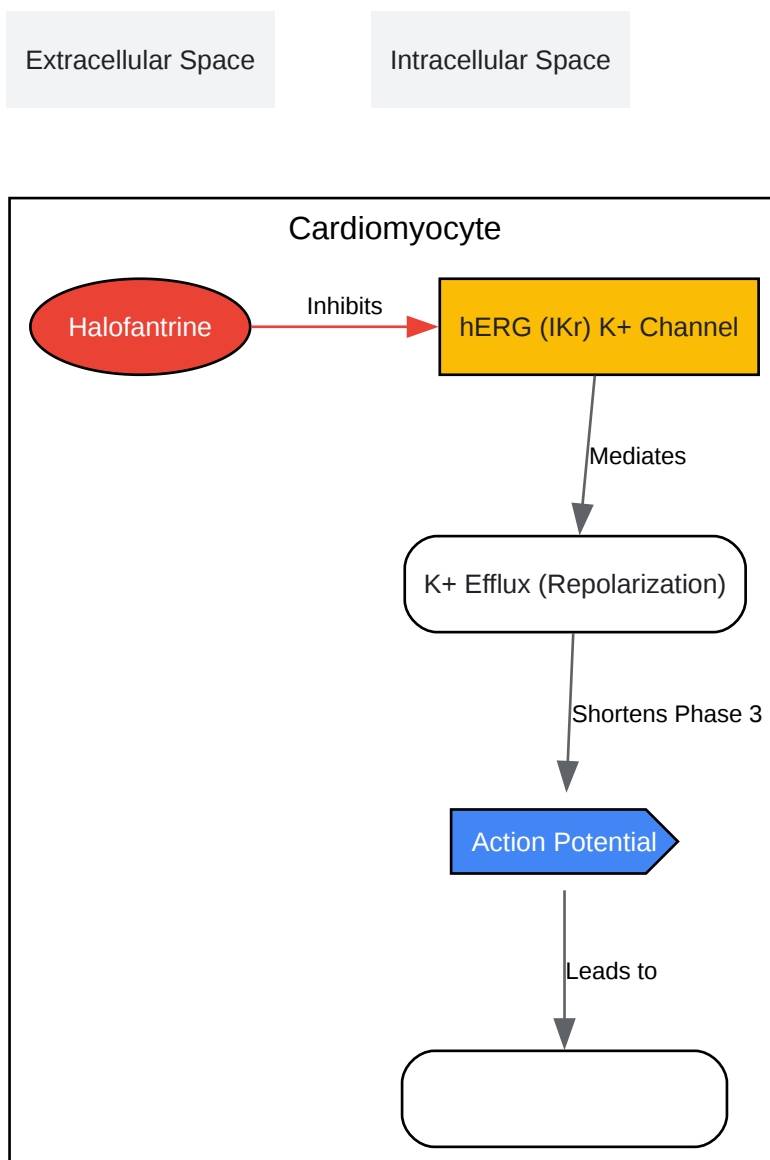 Extracellular Space
Intracellular Space
Cardiomyocyte
Halofantrine
Inhibits
hERG (IKr) K+ Channel
Mediates
K+ Efflux (Repolarization)
Shortens Phase 3
Action Potential
Leads to